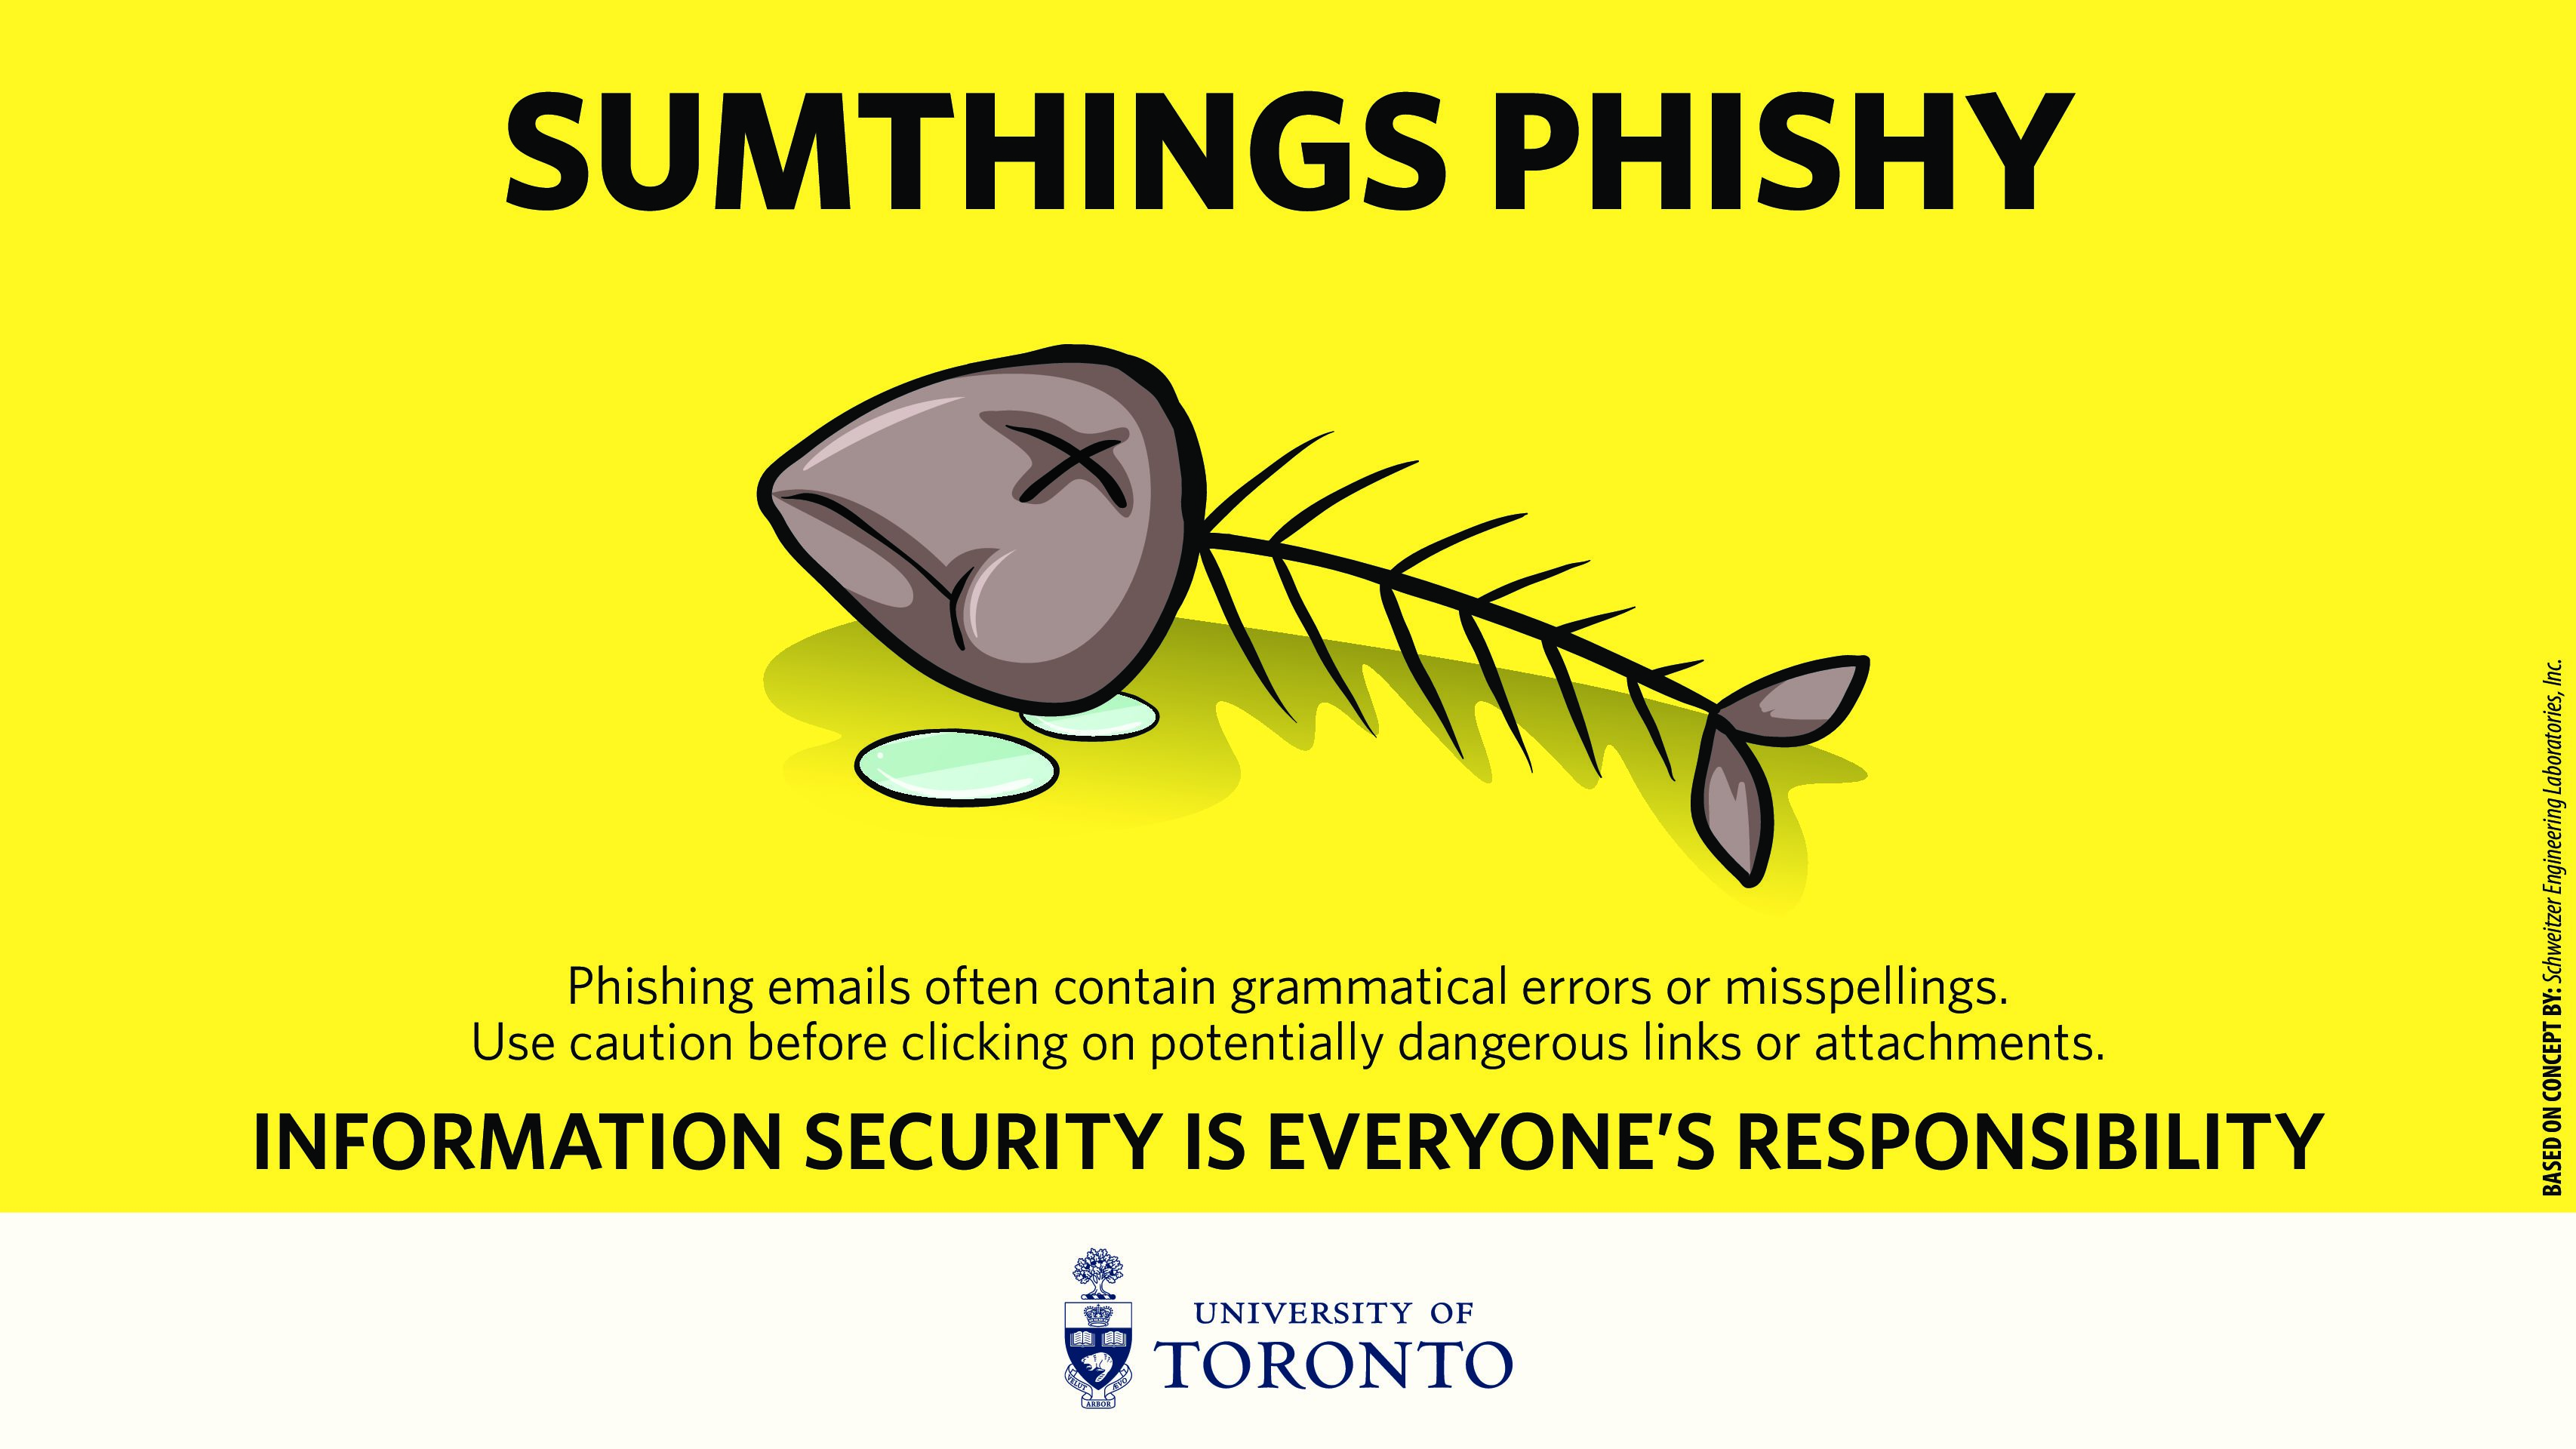 SUMTHINGS PHISHY
Phishing emails often contain grammatical errors or misspellings.
Use caution before clicking on potentially dangerous links or attachments.
INFORMATION SECURITY IS EVERYONE’S RESPONSIBILITY
BASED ON CONCEPT BY: Schweitzer Engineering Laboratories, Inc.
UNIVERSITY OF
TORONTO
VELUT ÆVO
ARBOR